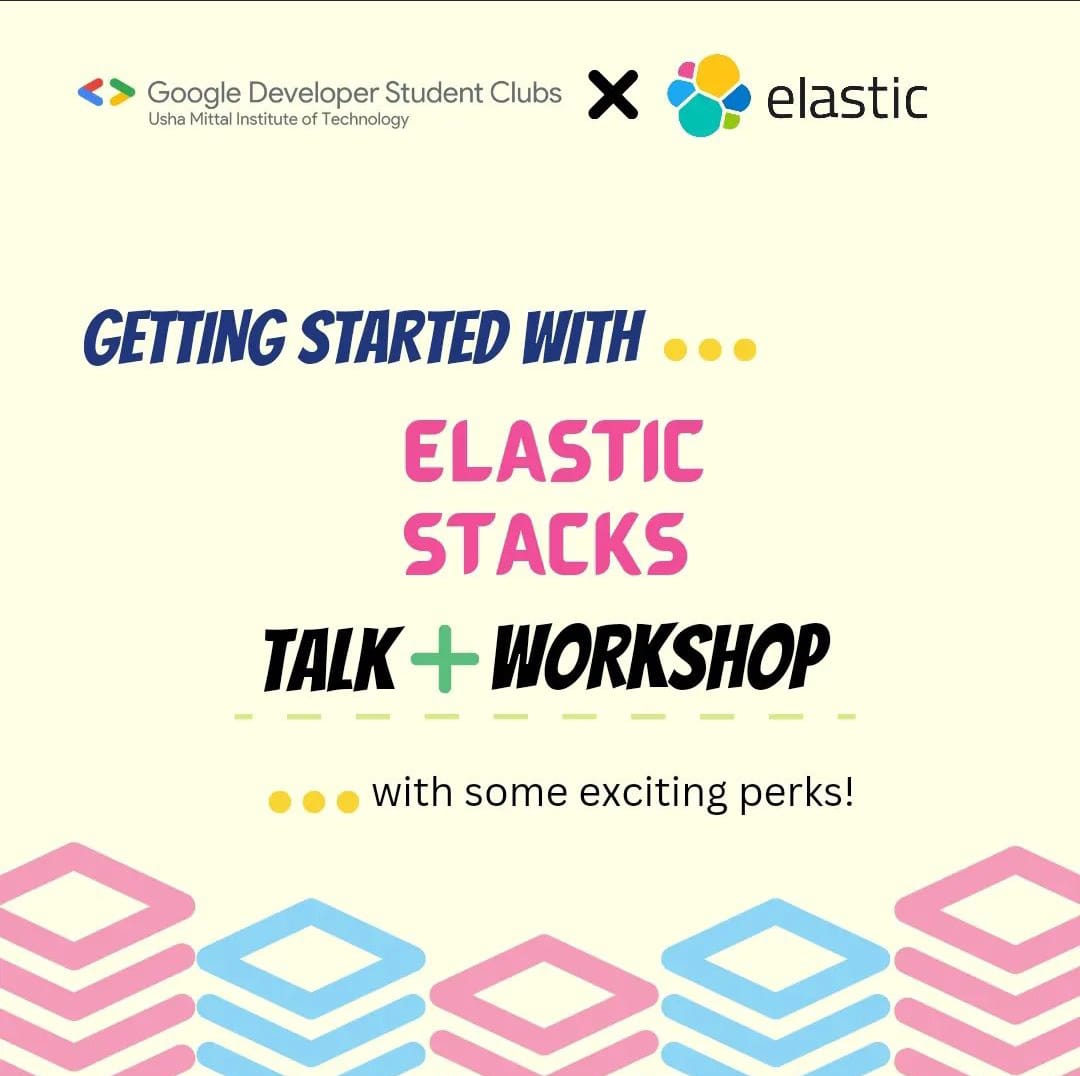 Google Developer Student Clubs X elastic
Usha Mittal Institute of Technology
GETTING STARTED WITH ...
ELASTIC
STACKS
TALK + WORKSHOP
... with some exciting perks!